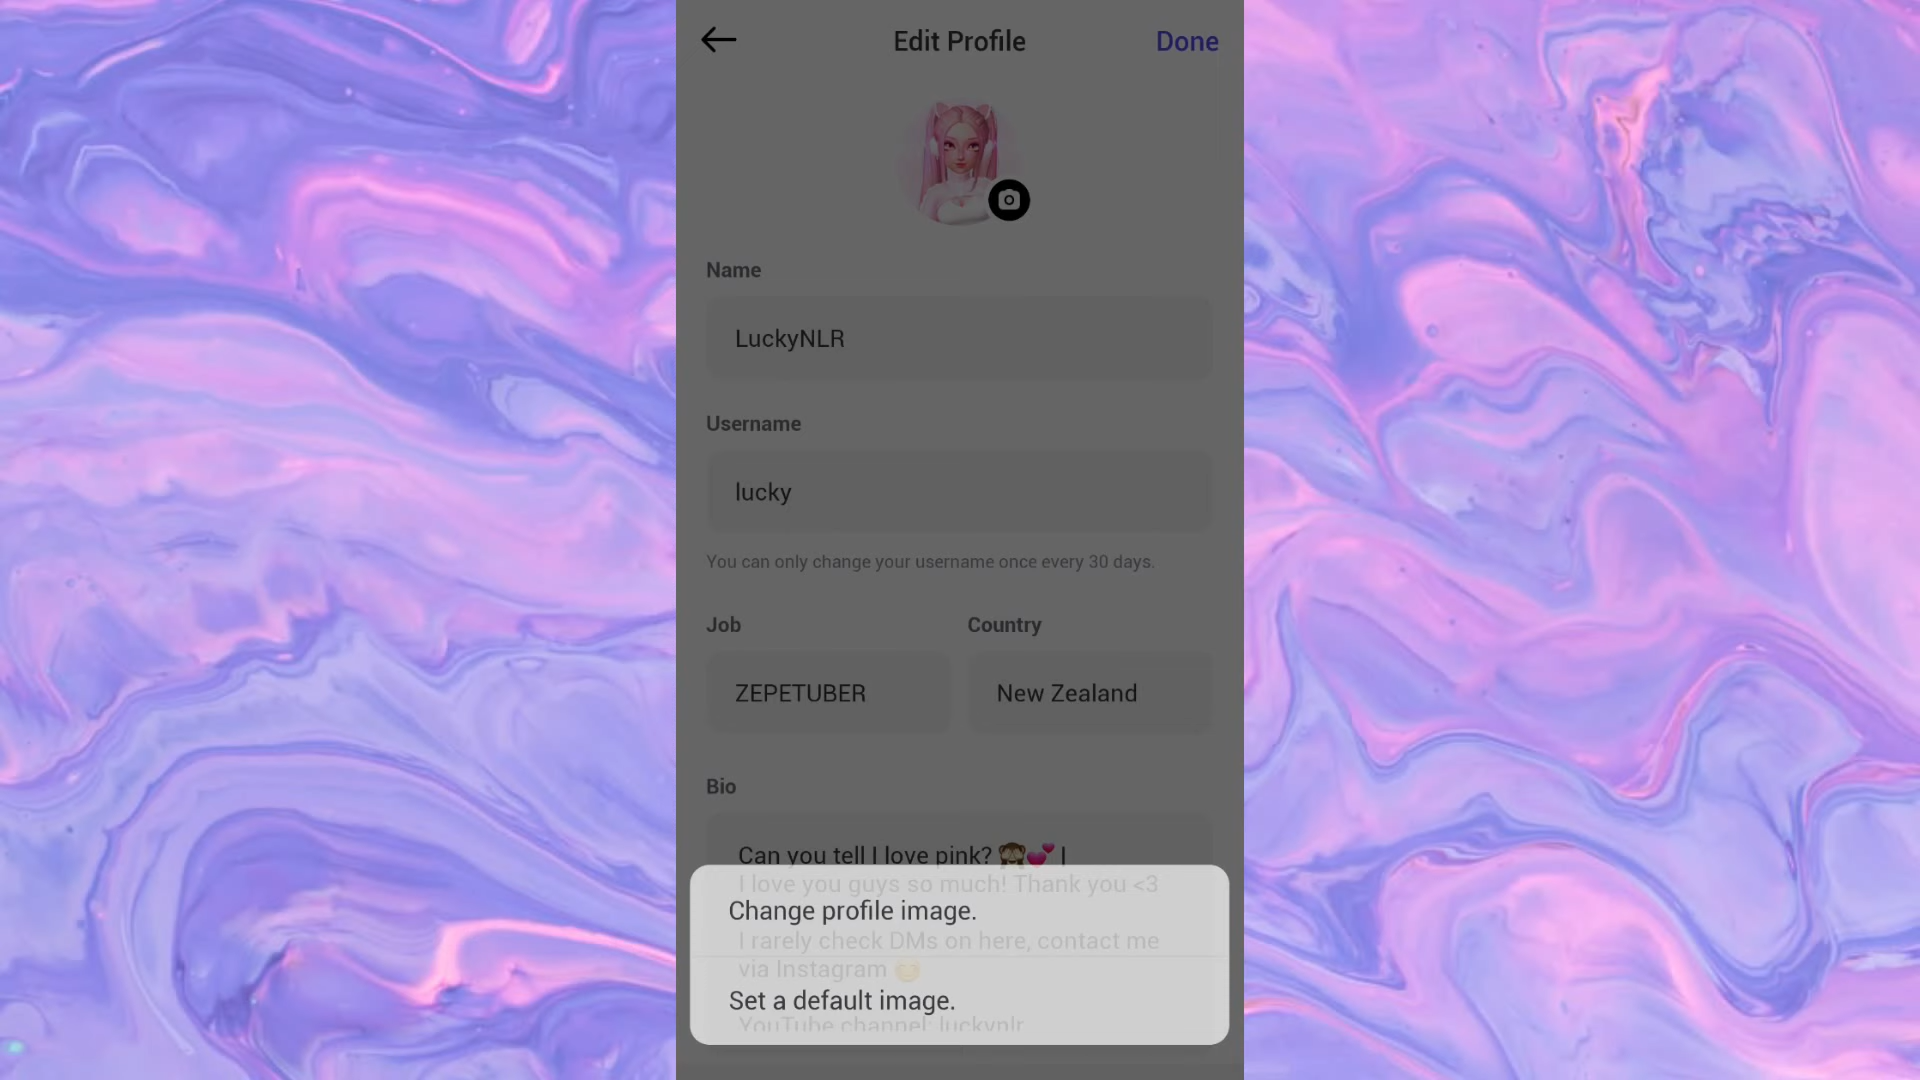 Edit Profile
Done
Name
LuckyNLR
Username
lucky
You can only change your username once every 30 days.
Job
Country
ZEPETUBER
New Zealand
Bio
Can you tell I love pink? 🙈💕 |
I love you guys so much! Thank you <3
Change profile image.
I rarely check DMs on here, contact me
via Instagram 😊
Set a default image.
YouTube channel: luckynlr